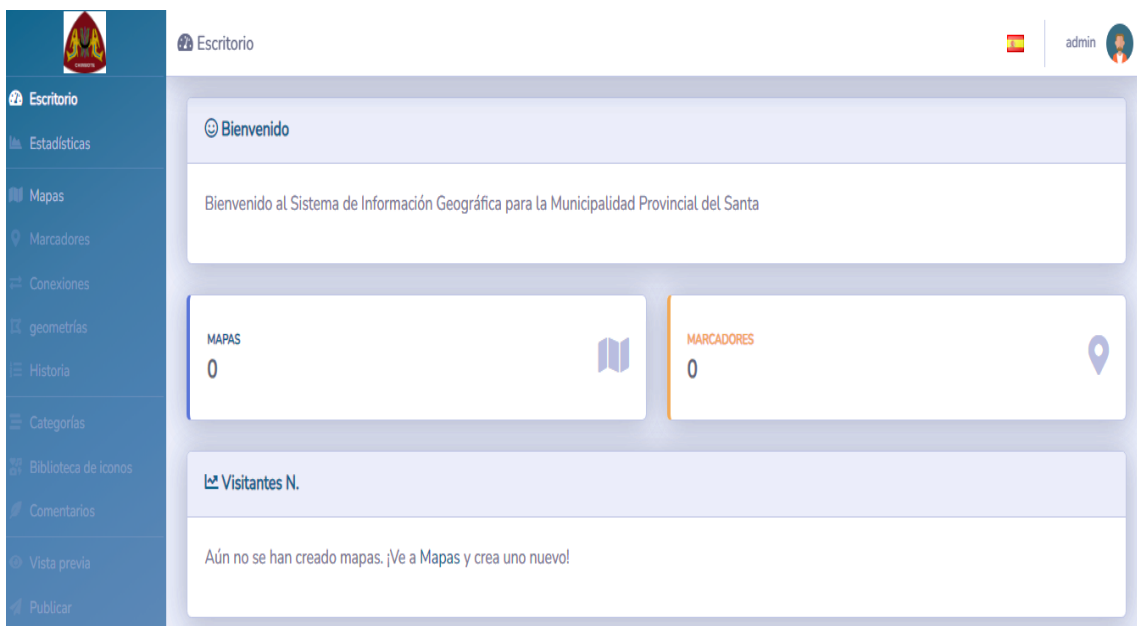 Escritorio
admin
Escritorio
Estadísticas
Mapas
Marcadores
Conexiones
geometrías
Historia
Categorías
Biblioteca de iconos
Comentarios
Vista previa
Publicar
Bienvenido
Bienvenido al Sistema de Información Geográfica para la Municipalidad Provincial del Santa
MAPAS
0
MARCADORES
0
Visitantes N.
Aún no se han creado mapas. ¡Ve a Mapas y crea uno nuevo!